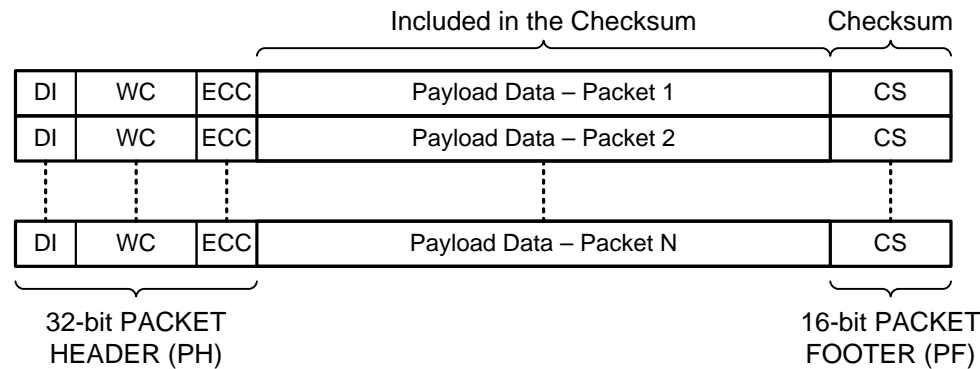 Included in the Checksum Checksum
DI WC ECC Payload Data – Packet 1 CS
DI WC ECC Payload Data – Packet 2 CS
DI WC ECC Payload Data – Packet N CS
32-bit PACKET 16-bit PACKET
HEADER (PH) FOOTER (PF)